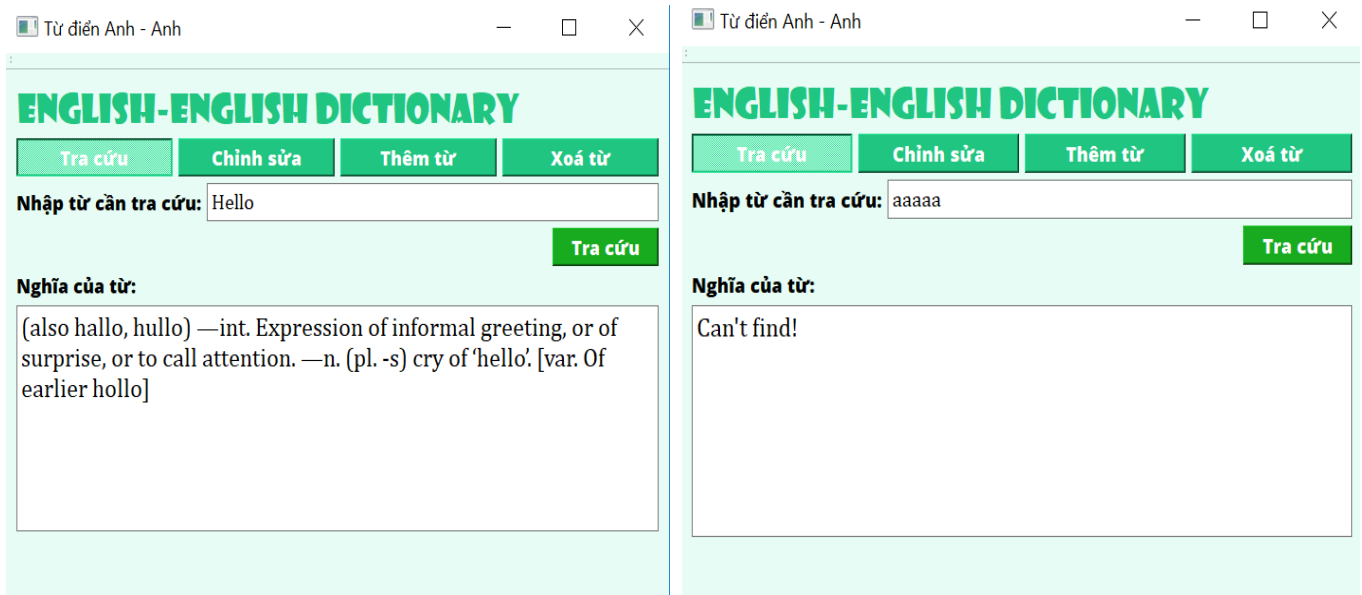 Từ điển Anh - Anh
ENGLISH-ENGLISH DICTIONARY
Tra cứu Chỉnh sửa Thêm từ Xoá từ
Nhập từ cần tra cứu: Hello
Tra cứu
Nghĩa của từ:
(also hallo, hullo) —int. Expression of informal greeting, or of
surprise, or to call attention. —n. (pl. -s) cry of ‘hello’. [var. Of
earlier hollo]
Từ điển Anh - Anh
ENGLISH-ENGLISH DICTIONARY
Tra cứu Chỉnh sửa Thêm từ Xoá từ
Nhập từ cần tra cứu: aaaaa
Tra cứu
Nghĩa của từ:
Can't find!